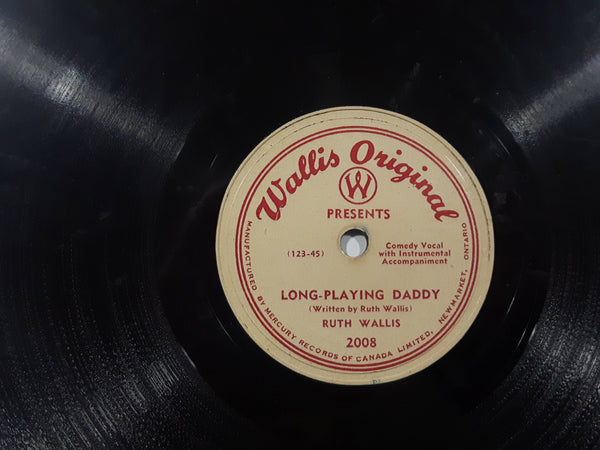 Wallis Original
W
PRESENTS
(123-45)
Comedy Vocal
with Instrumental
Accompaniment
LONG-PLAYING DADDY
(Written by Ruth Wallis)
RUTH WALLIS
2008
MANUFACTURED BY MERCURY RECORDS OF CANADA LIMITED, NEWMARKET, ONTARIO